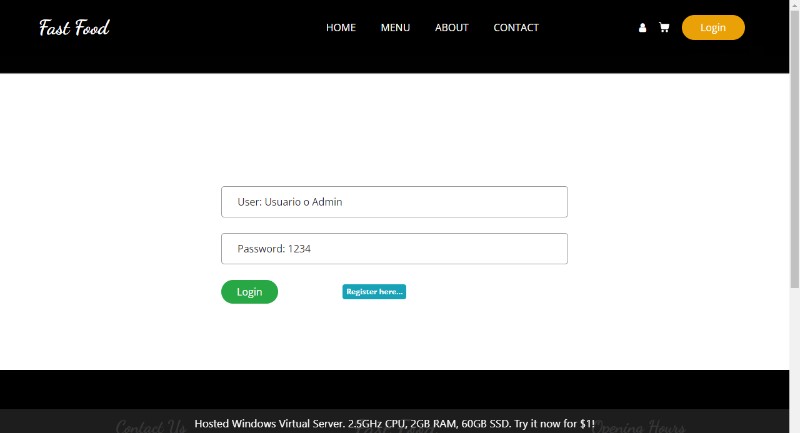 Fast Food
HOME
MENU
ABOUT
CONTACT
Login
User: Usuario o Admin
Password: 1234
Login
Register here...
Contact Us
Hosted Windows Virtual Server. 2.5GHz CPU, 2GB RAM, 60GB SSD. Try it now for $1!
Opening Hours